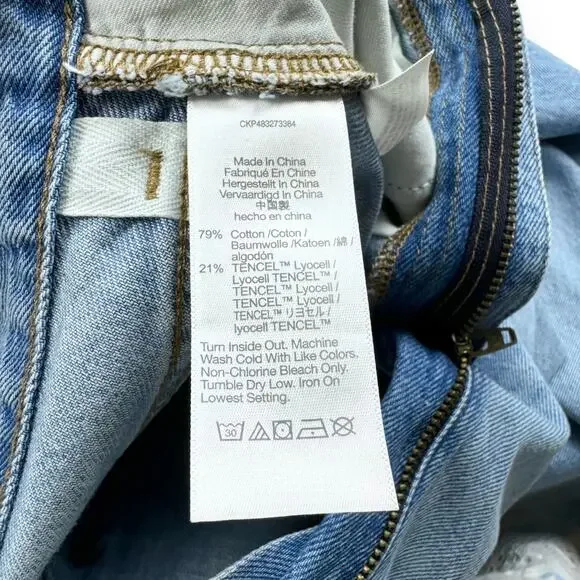 CKP483273384
Made In China
Fabriqué En Chine
Hergestellt In China
Vervaardigd In China
中国製
hecho en china
79% Cotton /Coton/
Baumwolle /Katoen /綿 /
algodón
21% TENCEL™ Lyocell /
Lyocell TENCEL™ /
TENCEL™ Lyocell /
TENCEL™ Lyocell /
TENCEL™ リヨセル /
lyocell TENCEL™
Turn Inside Out. Machine
Wash Cold With Like Colors.
Non-Chlorine Bleach Only.
Tumble Dry Low. Iron On
Lowest Setting.
30